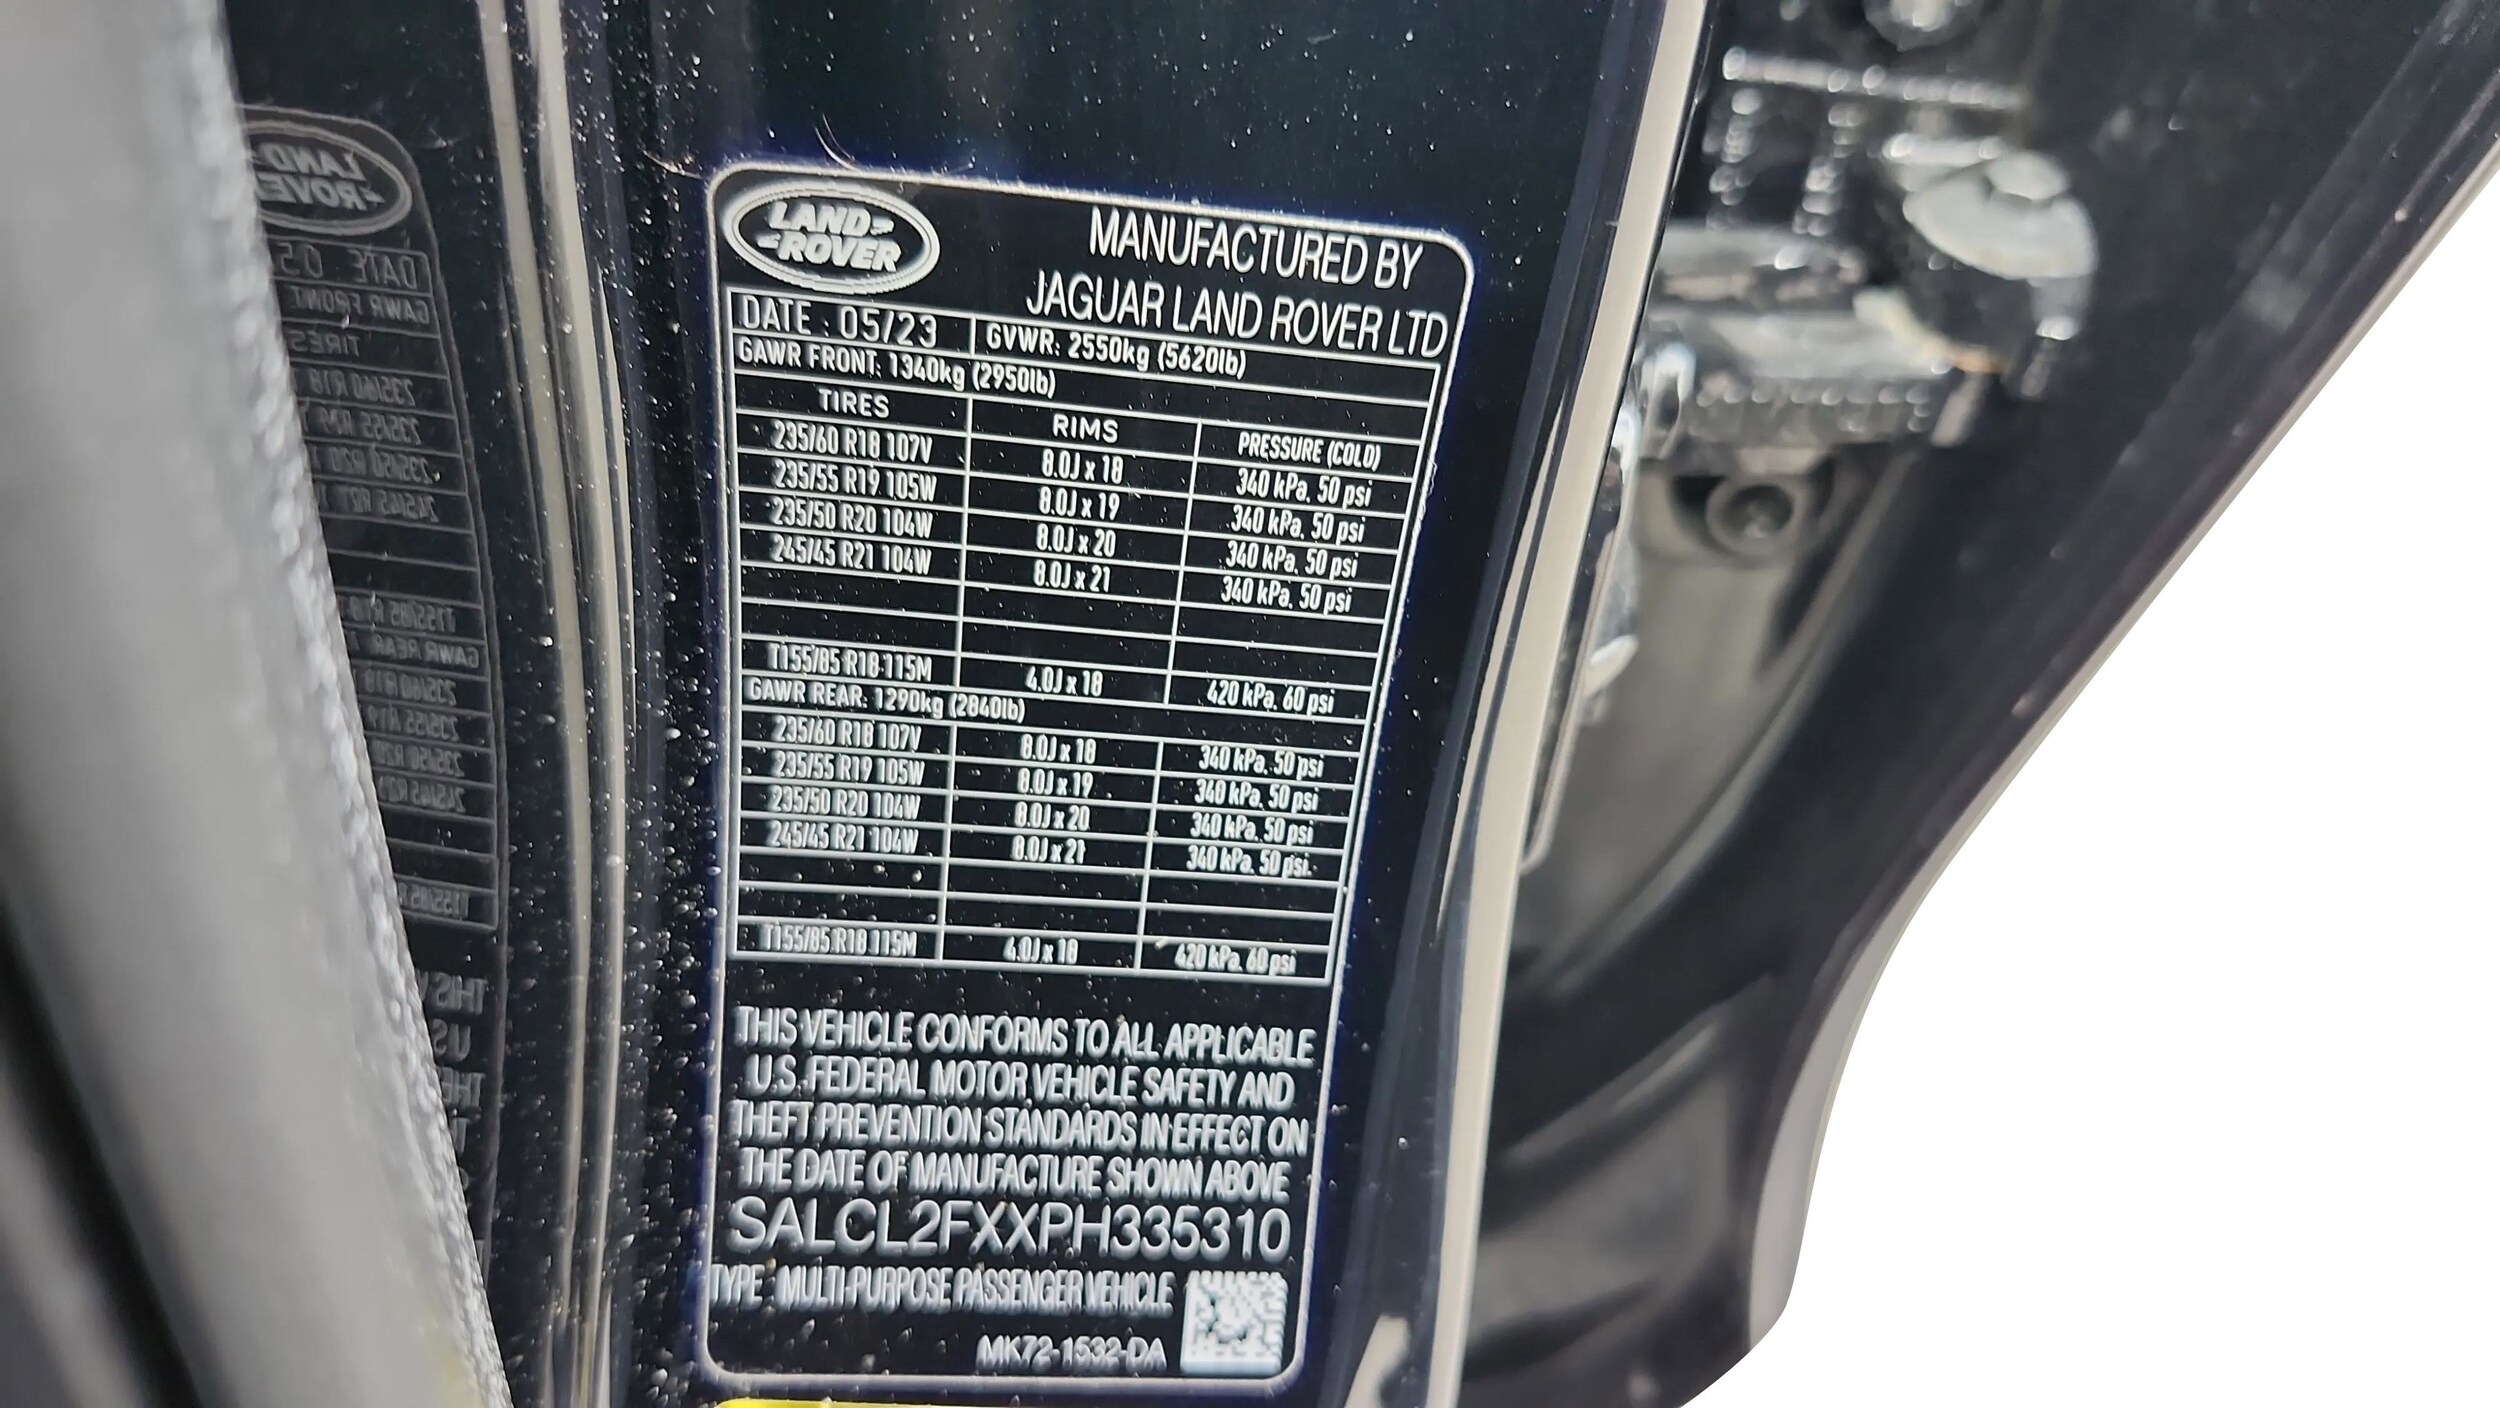 LAND
ROVER
MANUFACTURED BY
JAGUAR LAND ROVER LTD
DATE : 05/23 GVWR: 2550kg (5620lb)
GAWR FRONT: 1340kg (2950lb)
TIRES RIMS PRESSURE (COLD)
235/60 R18 107V 8.0J x 18 340 kPa, 50 psi
235/55 R19 105W 8.0J x 19 340 kPa, 50 psi
235/50 R20 104W 8.0J x 20 340 kPa, 50 psi
245/45 R21 104W 8.0J x 21 340 kPa, 50 psi
T155/85 R18 115M 4.0J x 18 420 kPa, 60 psi
GAWR REAR: 1290kg (2840lb)
235/60 R18 107V 8.0J x 18 340 kPa, 50 psi
235/55 R19 105W 8.0J x 19 340 kPa, 50 psi
235/50 R20 104W 8.0J x 20 340 kPa, 50 psi
245/45 R21 104W 8.0J x 21 340 kPa, 50 psi
T155/85 R18 115M 4.0J x 18 420 kPa, 60 psi
THIS VEHICLE CONFORMS TO ALL APPLICABLE
U.S. FEDERAL MOTOR VEHICLE SAFETY AND
THEFT PREVENTION STANDARDS IN EFFECT ON
THE DATE OF MANUFACTURE SHOWN ABOVE
SALCL2FXXPH335310
TYPE : MULTI-PURPOSE PASSENGER VEHICLE
MK72-1532-DA